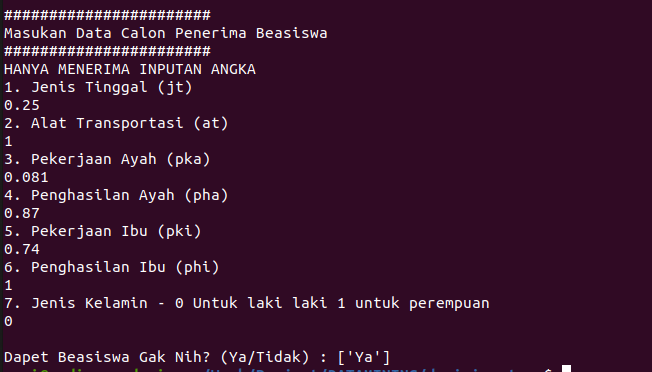 #######################
Masukan Data Calon Penerima Beasiswa
#######################
HANYA MENERIMA INPUTAN ANGKA
1. Jenis Tinggal (jt)
0.25
2. Alat Transportasi (at)
1
3. Pekerjaan Ayah (pka)
0.081
4. Penghasilan Ayah (pha)
0.87
5. Pekerjaan Ibu (pki)
0.74
6. Penghasilan Ibu (phi)
1
7. Jenis Kelamin - 0 Untuk laki laki 1 untuk perempuan
0
Dapet Beasiswa Gak Nih? (Ya/Tidak) : ['Ya']